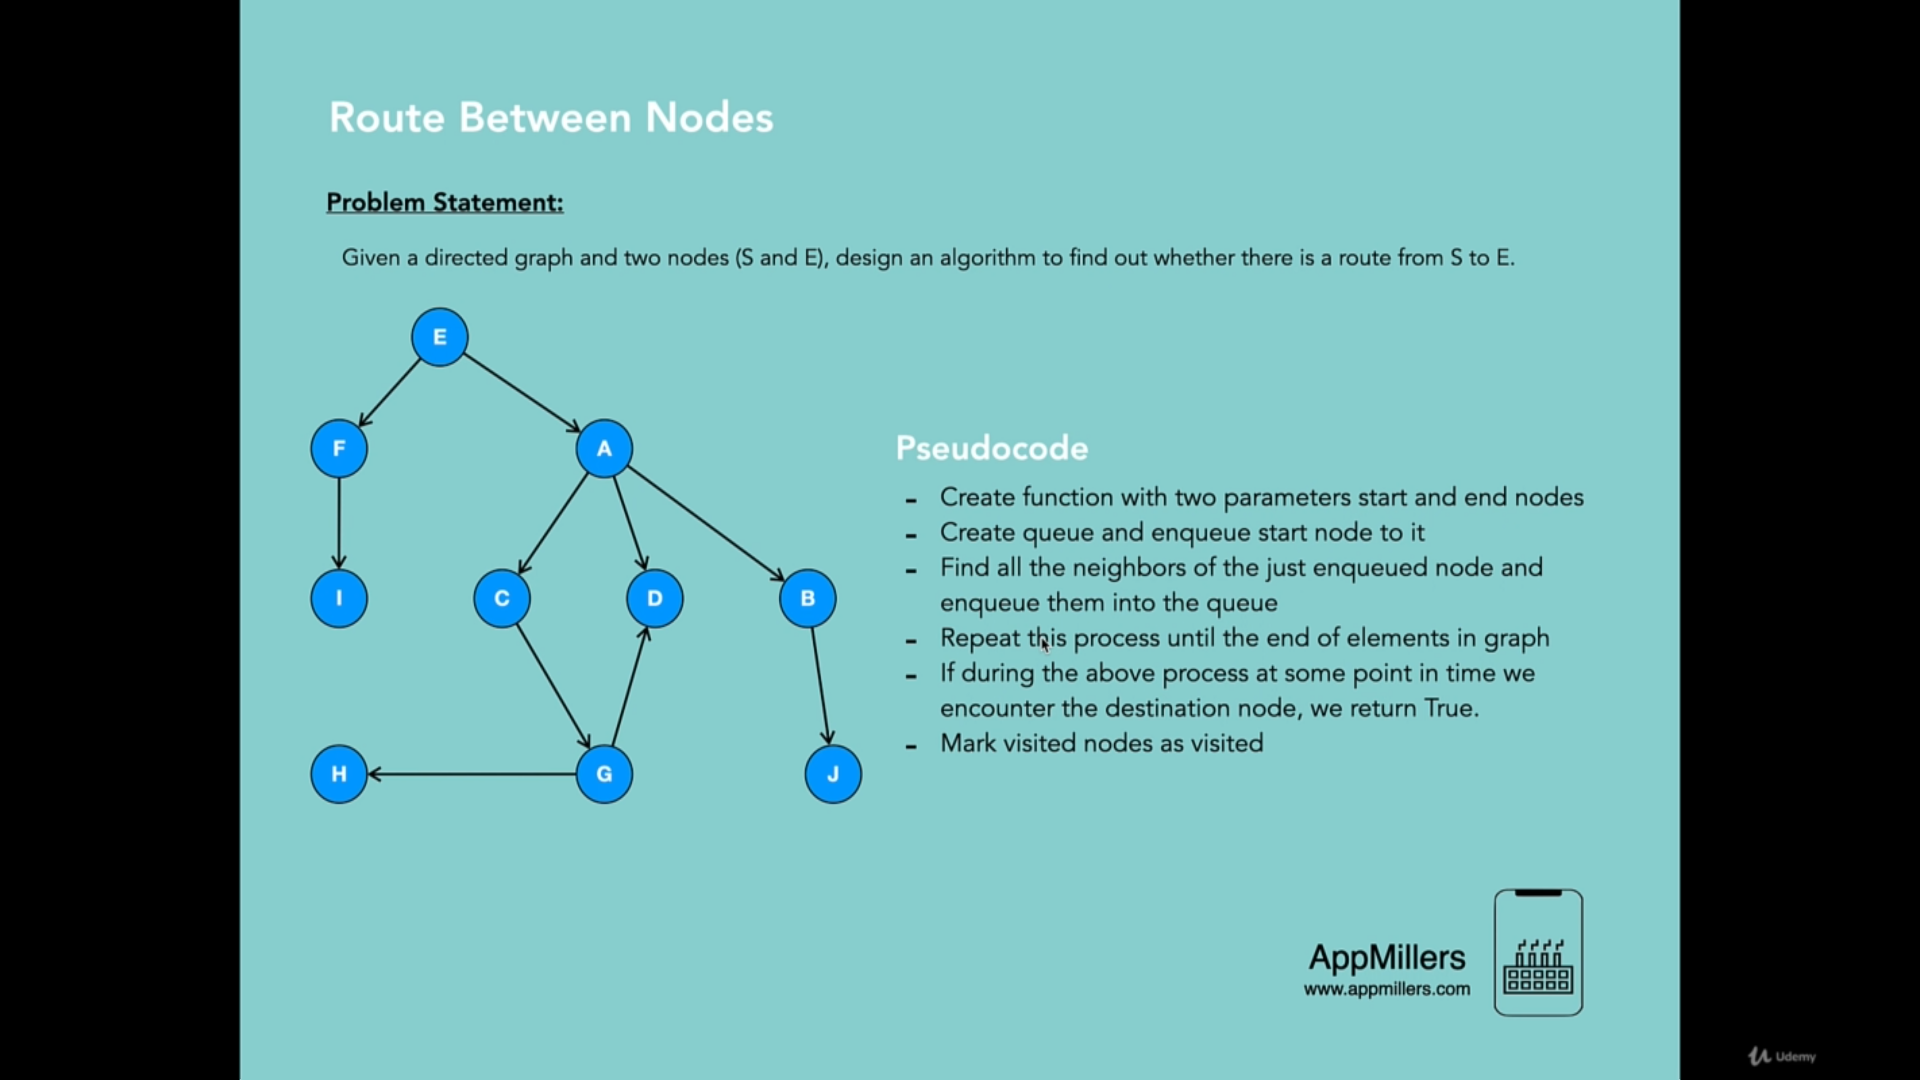 Route Between Nodes
Problem Statement:
Given a directed graph and two nodes (S and E), design an algorithm to find out whether there is a route from S to E.
E
F
A
I
C
D
B
H
G
J
Pseudocode
- Create function with two parameters start and end nodes
- Create queue and enqueue start node to it
- Find all the neighbors of the just enqueued node and
enqueue them into the queue
- Repeat this process until the end of elements in graph
- If during the above process at some point in time we
encounter the destination node, we return True.
- Mark visited nodes as visited
AppMillers
www.appmillers.com
Udemy